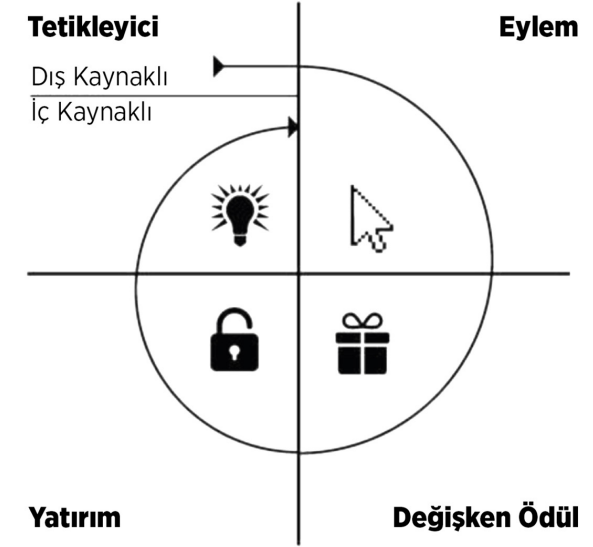 Tetikleyici
Eylem
Dış Kaynaklı
İç Kaynaklı
Yatırım
Değişken Ödül